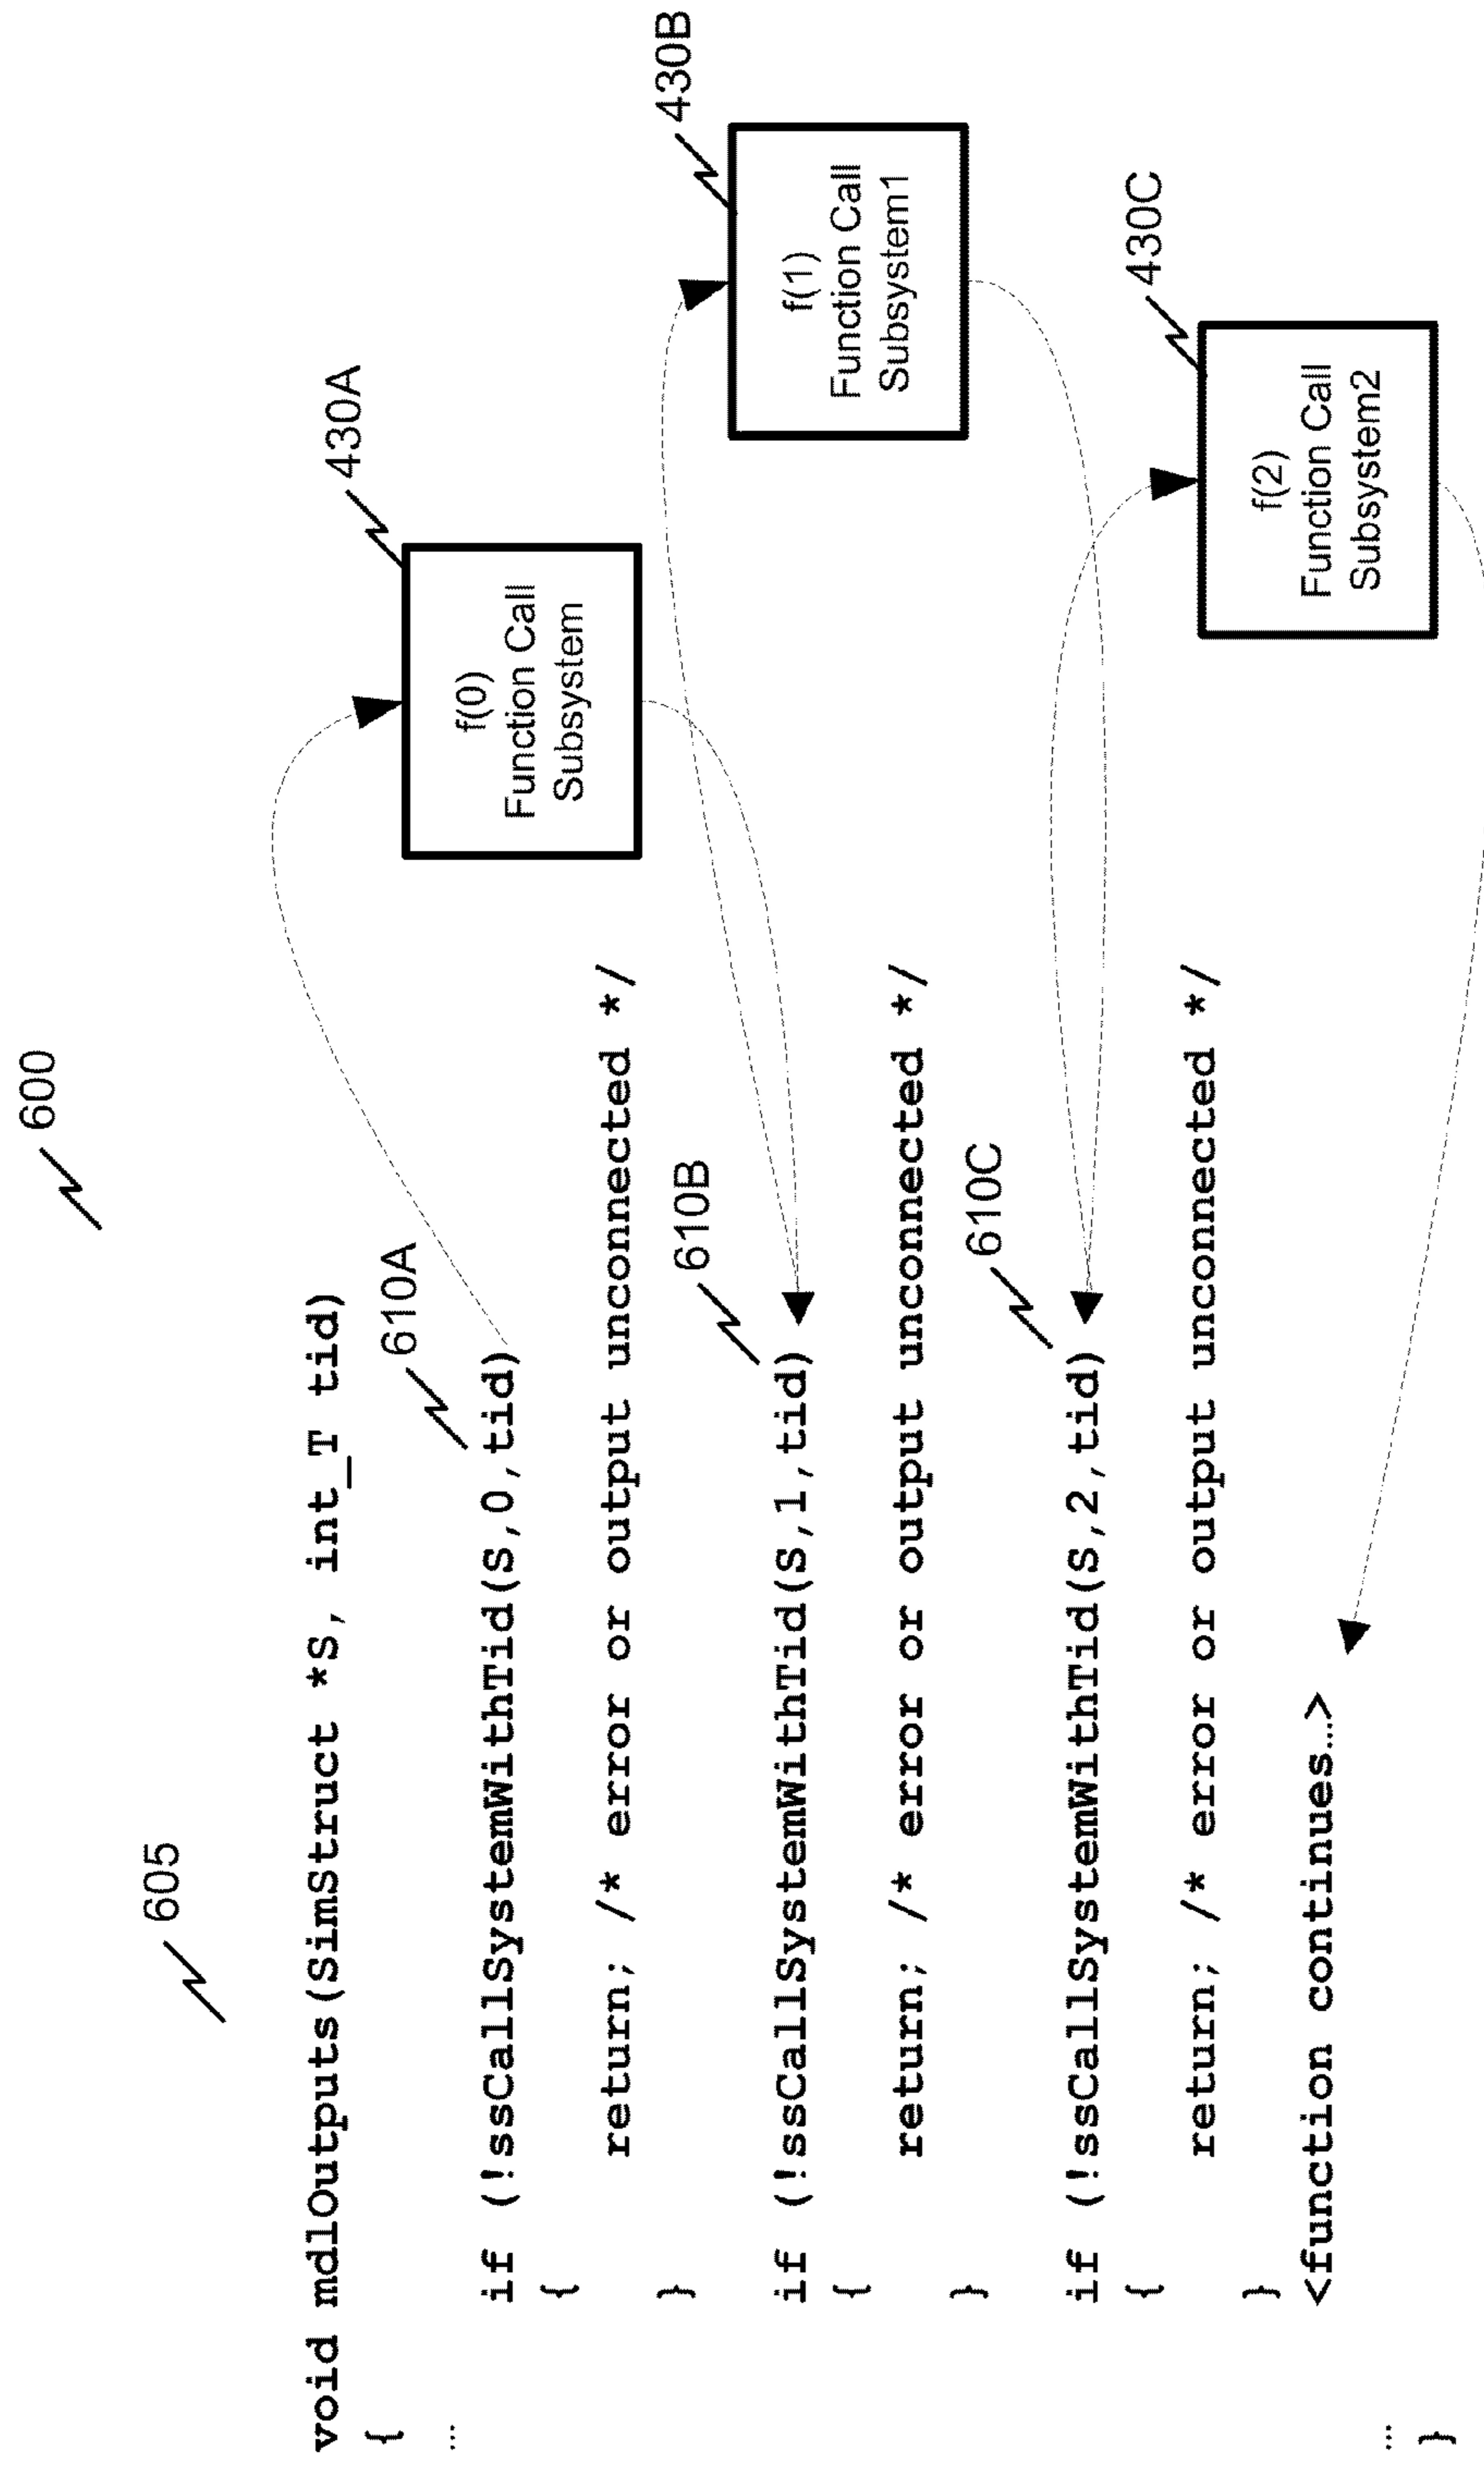 600
605
void mdlOutputs(SimStruct *S, int_T tid)
{
...
610A
if (!ssCallSystemWithTid(S,0,tid)
{
return; /* error or output unconnected */
}
610B
if (!ssCallSystemWithTid(S,1,tid)
{
return; /* error or output unconnected */
}
610C
if (!ssCallSystemWithTid(S,2,tid)
{
return; /* error or output unconnected */
}
<function continues…>
...
}
430A
f(0)
Function Call
Subsystem
430B
f(1)
Function Call
Subsystem1
430C
f(2)
Function Call
Subsystem2